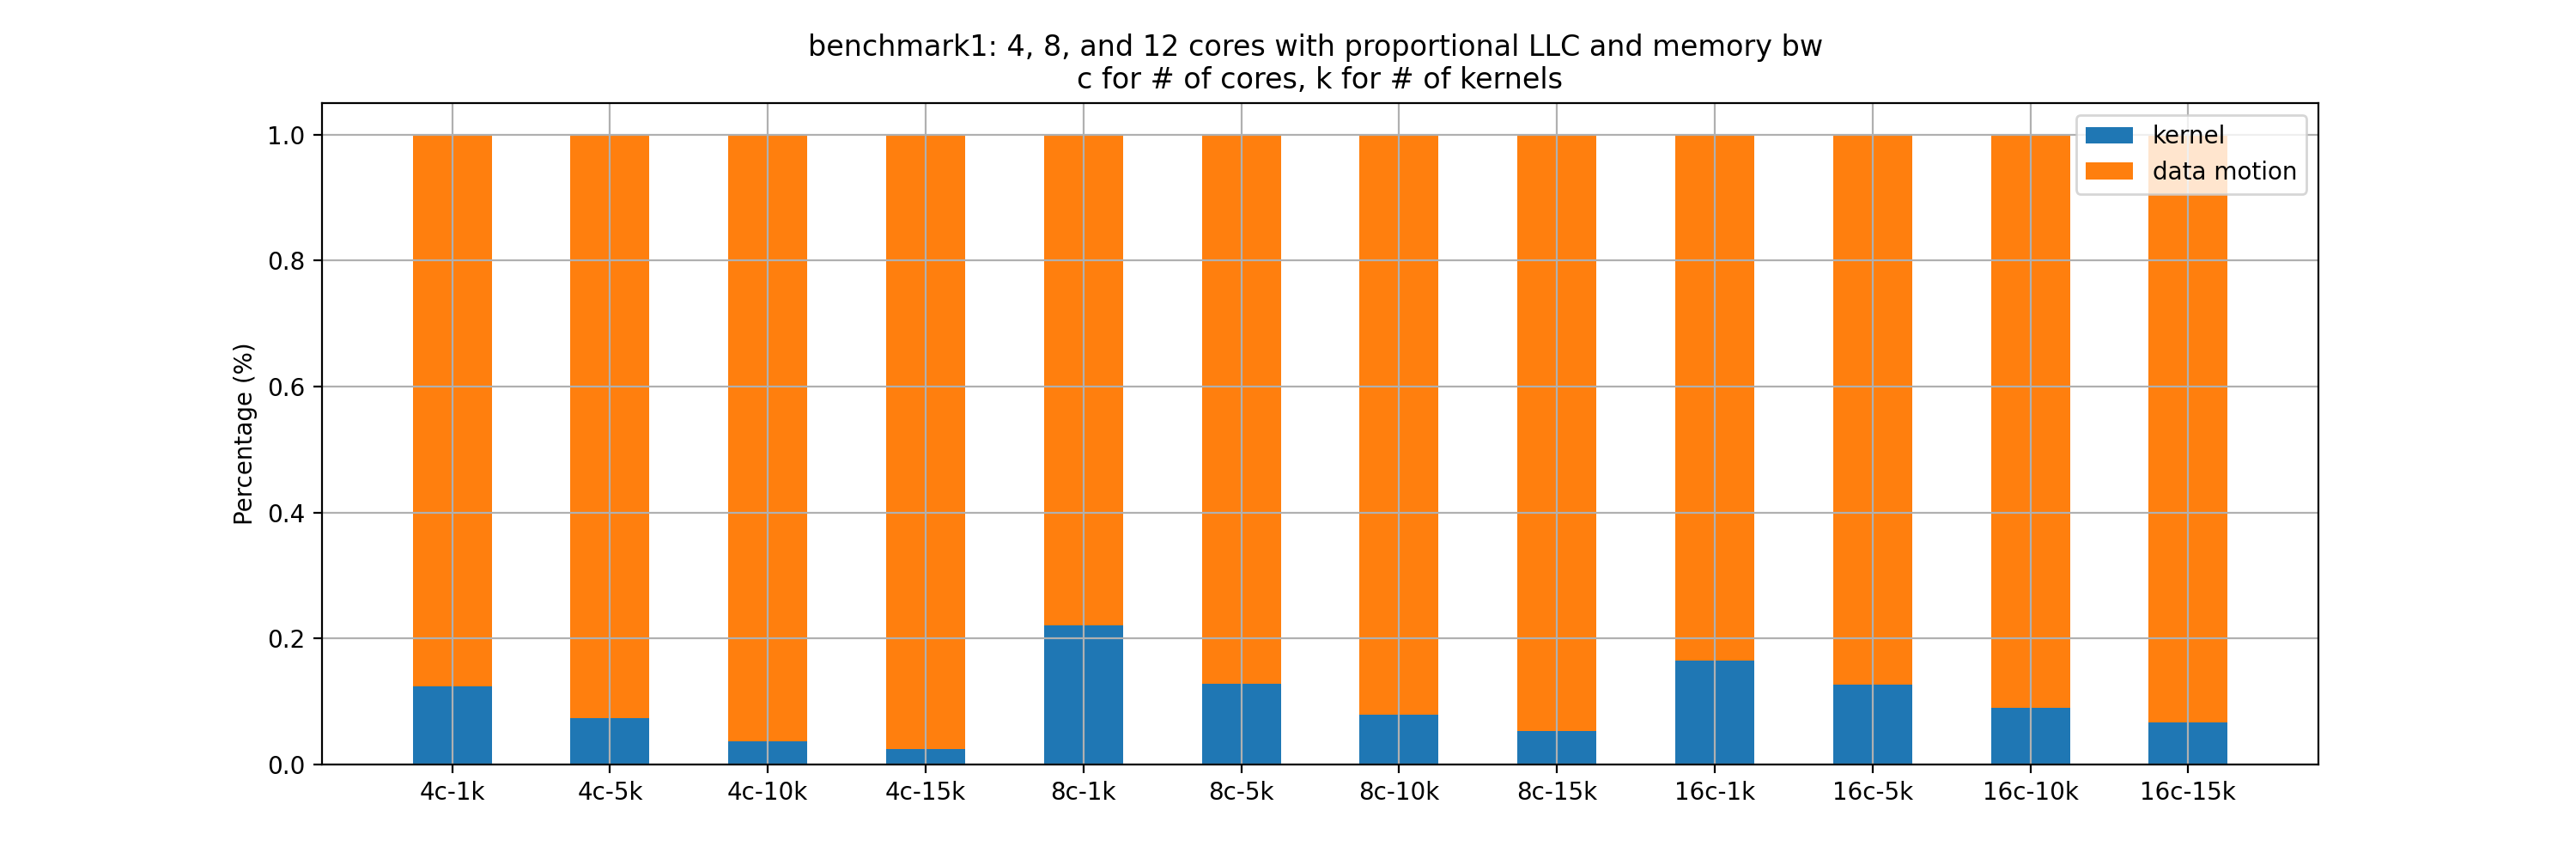 benchmark1: 4, 8, and 12 cores with proportional LLC and memory bw
c for # of cores, k for # of kernels
kernel
data motion
Percentage (%)
1.0
0.8
0.6
0.4
0.2
0.0
4c-1k 4c-5k 4c-10k 4c-15k 8c-1k 8c-5k 8c-10k 8c-15k 16c-1k 16c-5k 16c-10k 16c-15k